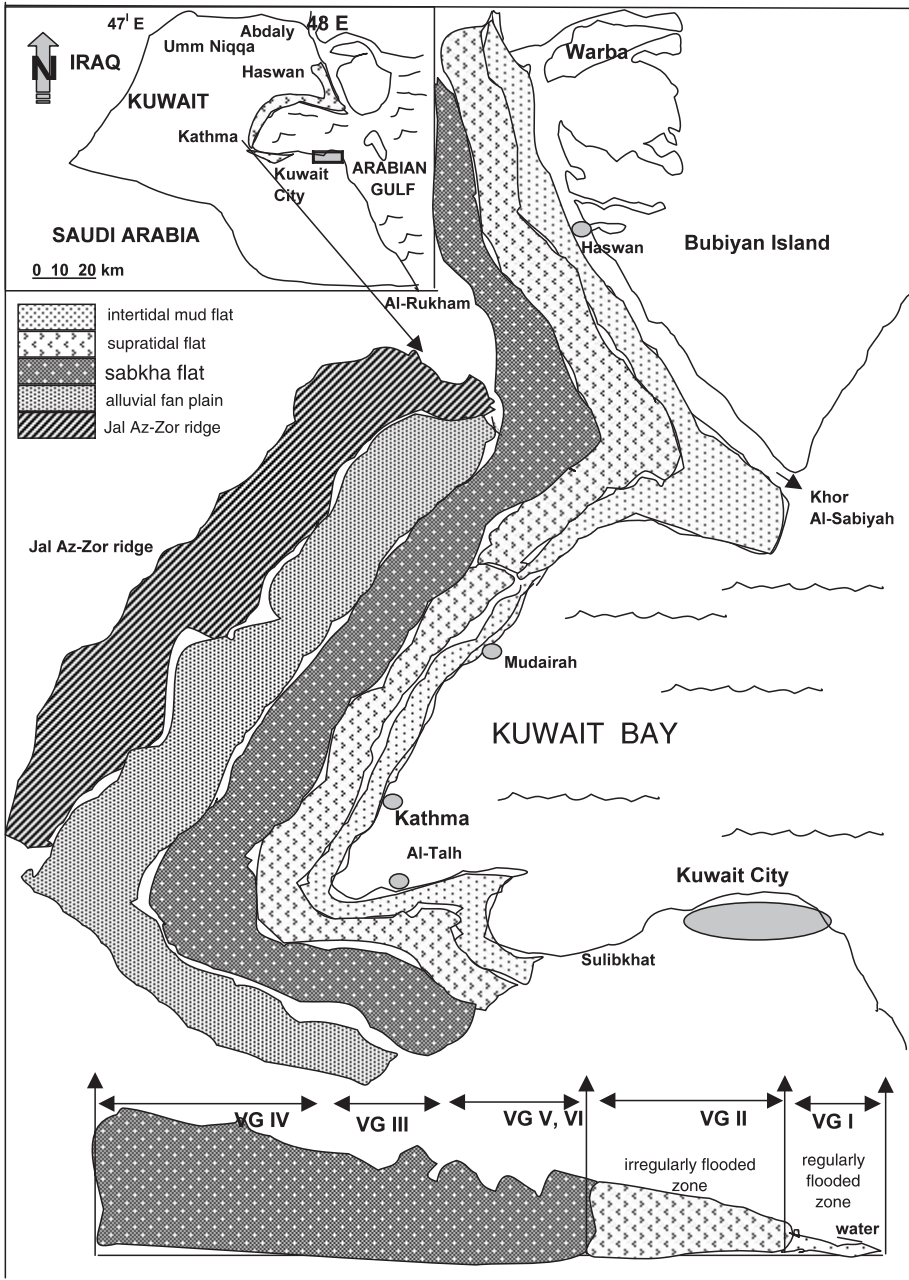 47' E
48 E
Abdaly
Umm Niqqa
N
IRAQ
Haswan
KUWAIT
Kathma
ARABIAN
GULF
Kuwait
City
SAUDI ARABIA
0 10 20 km
Warba
Haswan
Bubiyan Island
Al-Rukham
intertidal mud flat
supratidal flat
sabkha flat
alluvial fan plain
Jal Az-Zor ridge
Khor
Al-Sabiyah
Jal Az-Zor ridge
Mudairah
KUWAIT BAY
Kathma
Al-Talh
Kuwait City
Sulibkhat
VG IV
VG III
VG V, VI
VG II
VG I
irregularly flooded
zone
regularly
flooded
zone
water